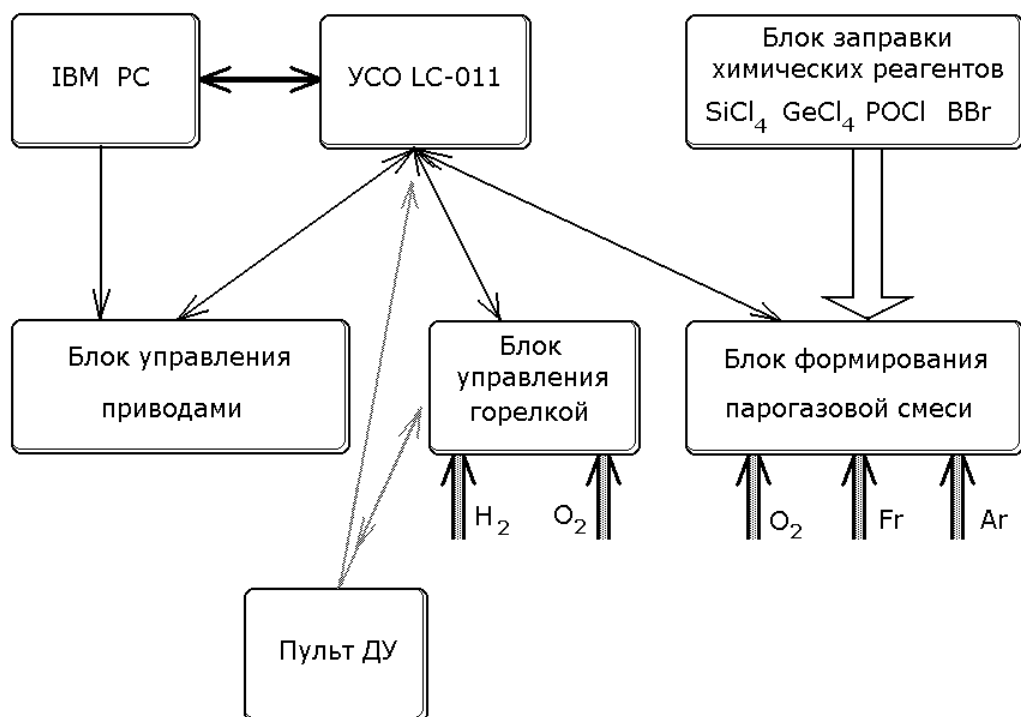 IBM PC
УСО LC-011
Блок заправки
химических реагентов
SiCl4 GeCl4 POCl BBr
Блок управления
приводами
Блок
управления
горелкой
Блок формирования
парогазовой смеси
H2
O2
O2
Fr
Ar
Пульт ДУ